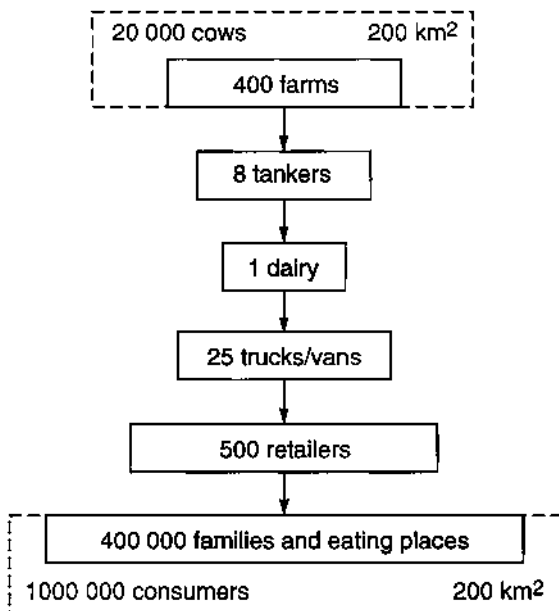 20 000 cows 200 km²
400 farms
8 tankers
1 dairy
25 trucks/vans
500 retailers
400 000 families and eating places
1000 000 consumers 200 km²